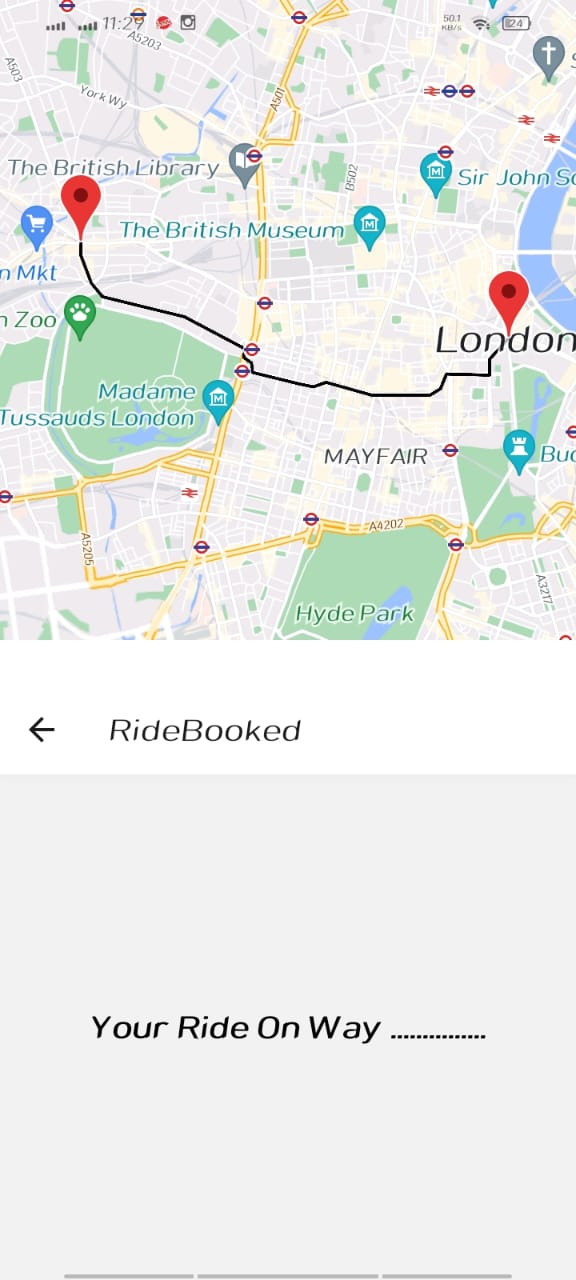 11:29
50.1
KB/s
24
A5203
A503
York Wy
A501
The British Library
B502
Sir John So
The British Museum
n Mkt
n Zoo
London
Madame
Tussauds London
MAYFAIR
Buc
A4202
A5205
A3217
Hyde Park
RideBooked
Your Ride On Way ...............